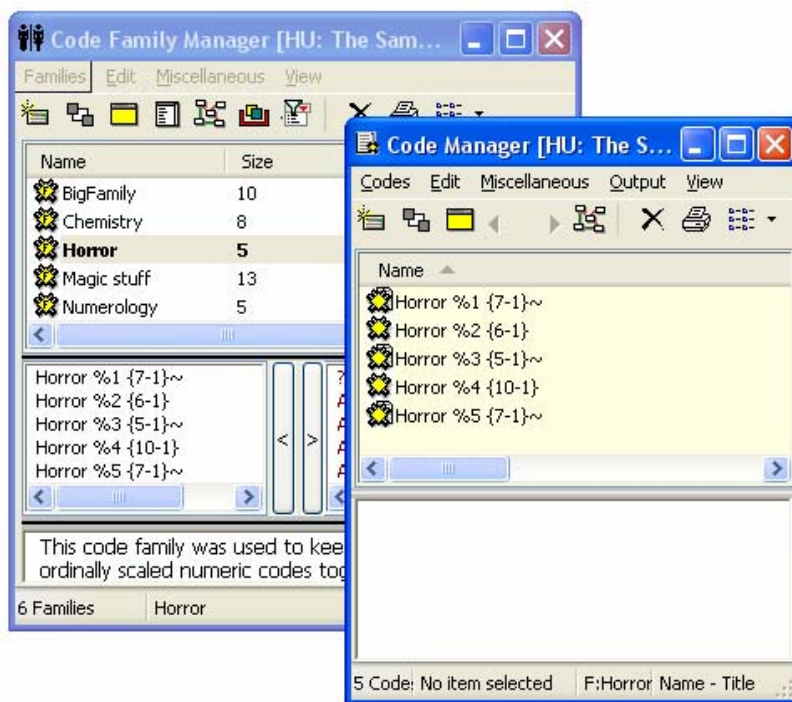 Code Family Manager [HU: The Sam...
Families Edit Miscellaneous View
Name Size
BigFamily 10
Chemistry 8
Horror 5
Magic stuff 13
Numerology 5
Horror %1 {7-1}~
Horror %2 {6-1}
Horror %3 {5-1}~
Horror %4 {10-1}
Horror %5 {7-1}~
< >
This code family was used to kee
ordinally scaled numeric codes tog
6 Families Horror
Code Manager [HU: The S...
Codes Edit Miscellaneous Output View
Name
Horror %1 {7-1}~
Horror %2 {6-1}
Horror %3 {5-1}~
Horror %4 {10-1}
Horror %5 {7-1}~
5 Code: No item selected F:Horror Name - Title